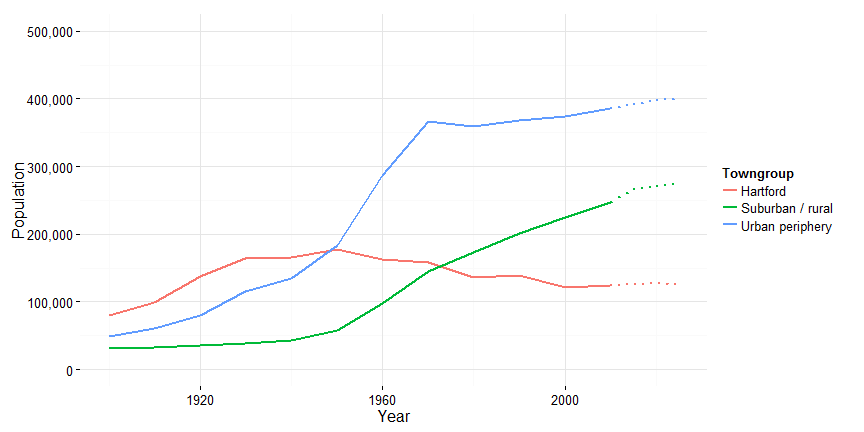 500,000
400,000
300,000
200,000
100,000
0
Population
1920
1960
2000
Year
Towngroup
Hartford
Suburban / rural
Urban periphery